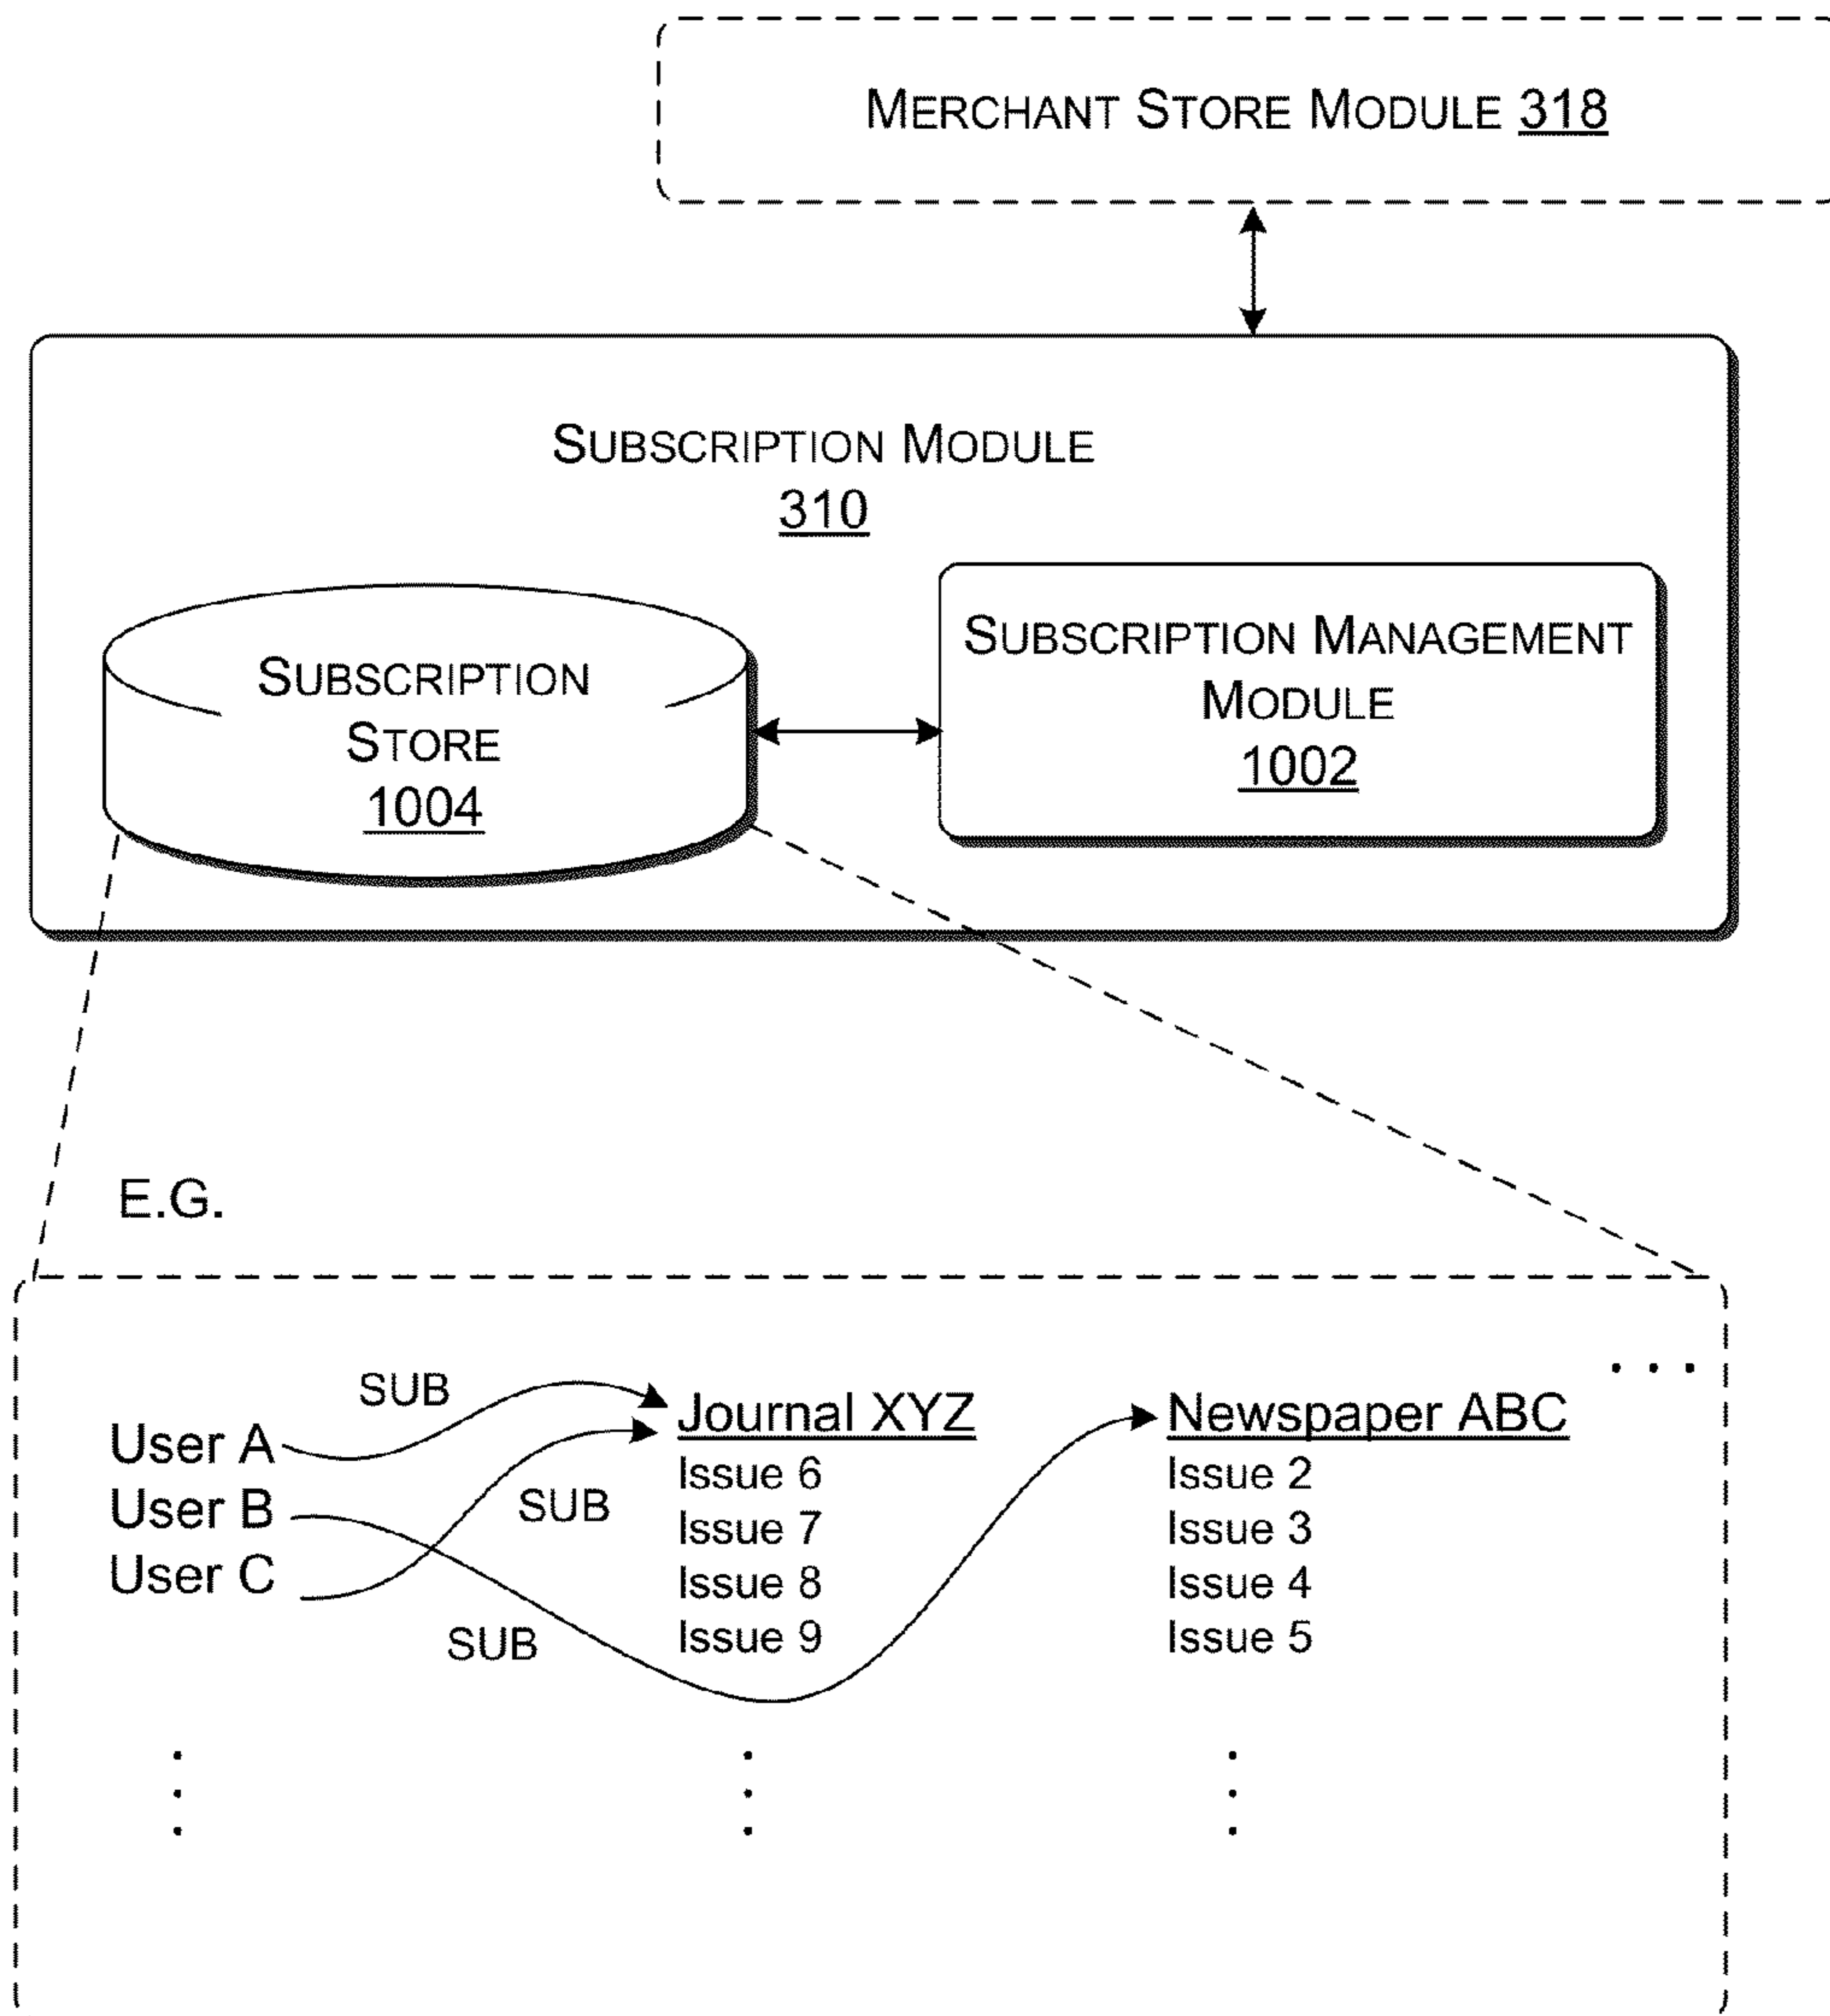 MERCHANT STORE MODULE 318
SUBSCRIPTION MODULE
310
SUBSCRIPTION
STORE
1004
SUBSCRIPTION MANAGEMENT
MODULE
1002
E.G.
. . .
SUB
User A
User B
User C
SUB
SUB
Journal XYZ
Issue 6
Issue 7
Issue 8
Issue 9
Newspaper ABC
Issue 2
Issue 3
Issue 4
Issue 5